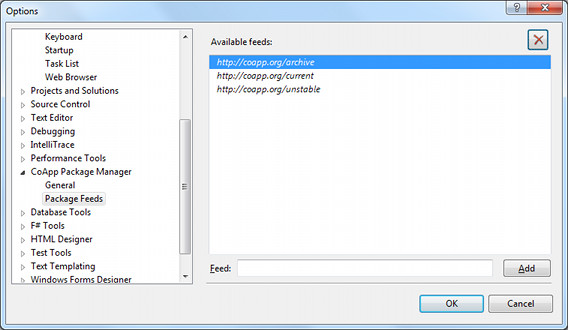 Options
Keyboard
Startup
Task List
Web Browser
Projects and Solutions
Source Control
Text Editor
Debugging
IntelliTrace
Performance Tools
CoApp Package Manager
General
Package Feeds
Database Tools
F# Tools
HTML Designer
Test Tools
Text Templating
Windows Forms Designer
Available feeds:
http://coapp.org/archive
http://coapp.org/current
http://coapp.org/unstable
Feed:
Add
OK
Cancel